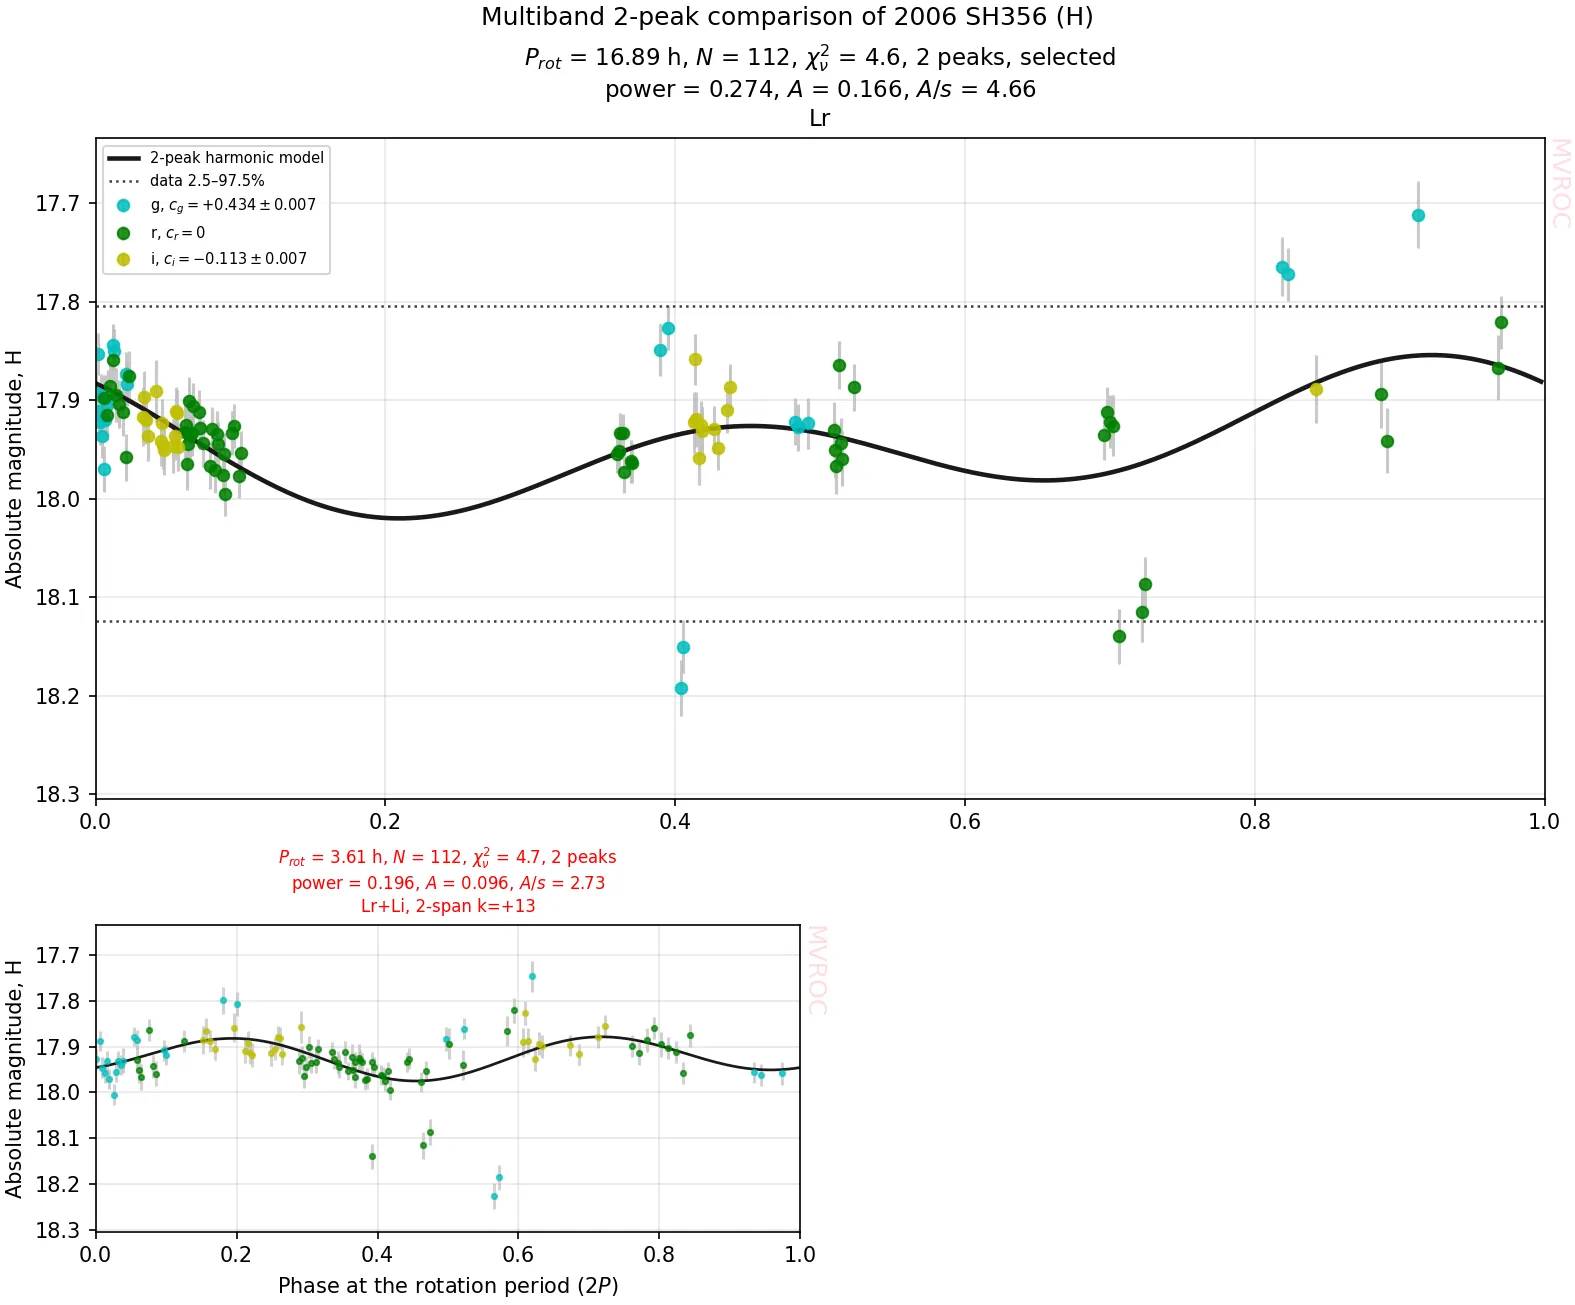 Multiband 2-peak comparison of 2006 SH356 (H)
P_rot = 16.89 h, N = 112, χ²_ν = 4.6, 2 peaks, selected
power = 0.274, A = 0.166, A/s = 4.66
Lr
2-peak harmonic model
data 2.5–97.5%
g, c_g = +0.434 ± 0.007
r, c_r = 0
i, c_i = −0.113 ± 0.007
MVROC
Absolute magnitude, H
17.7
17.8
17.9
18.0
18.1
18.2
18.3
0.0 0.2 0.4 0.6 0.8 1.0
P_rot = 3.61 h, N = 112, χ²_ν = 4.7, 2 peaks
power = 0.196, A = 0.096, A/s = 2.73
Lr+Li, 2-span k=+13
MVROC
Absolute magnitude, H
17.7
17.8
17.9
18.0
18.1
18.2
18.3
0.0 0.2 0.4 0.6 0.8 1.0
Phase at the rotation period (2P)